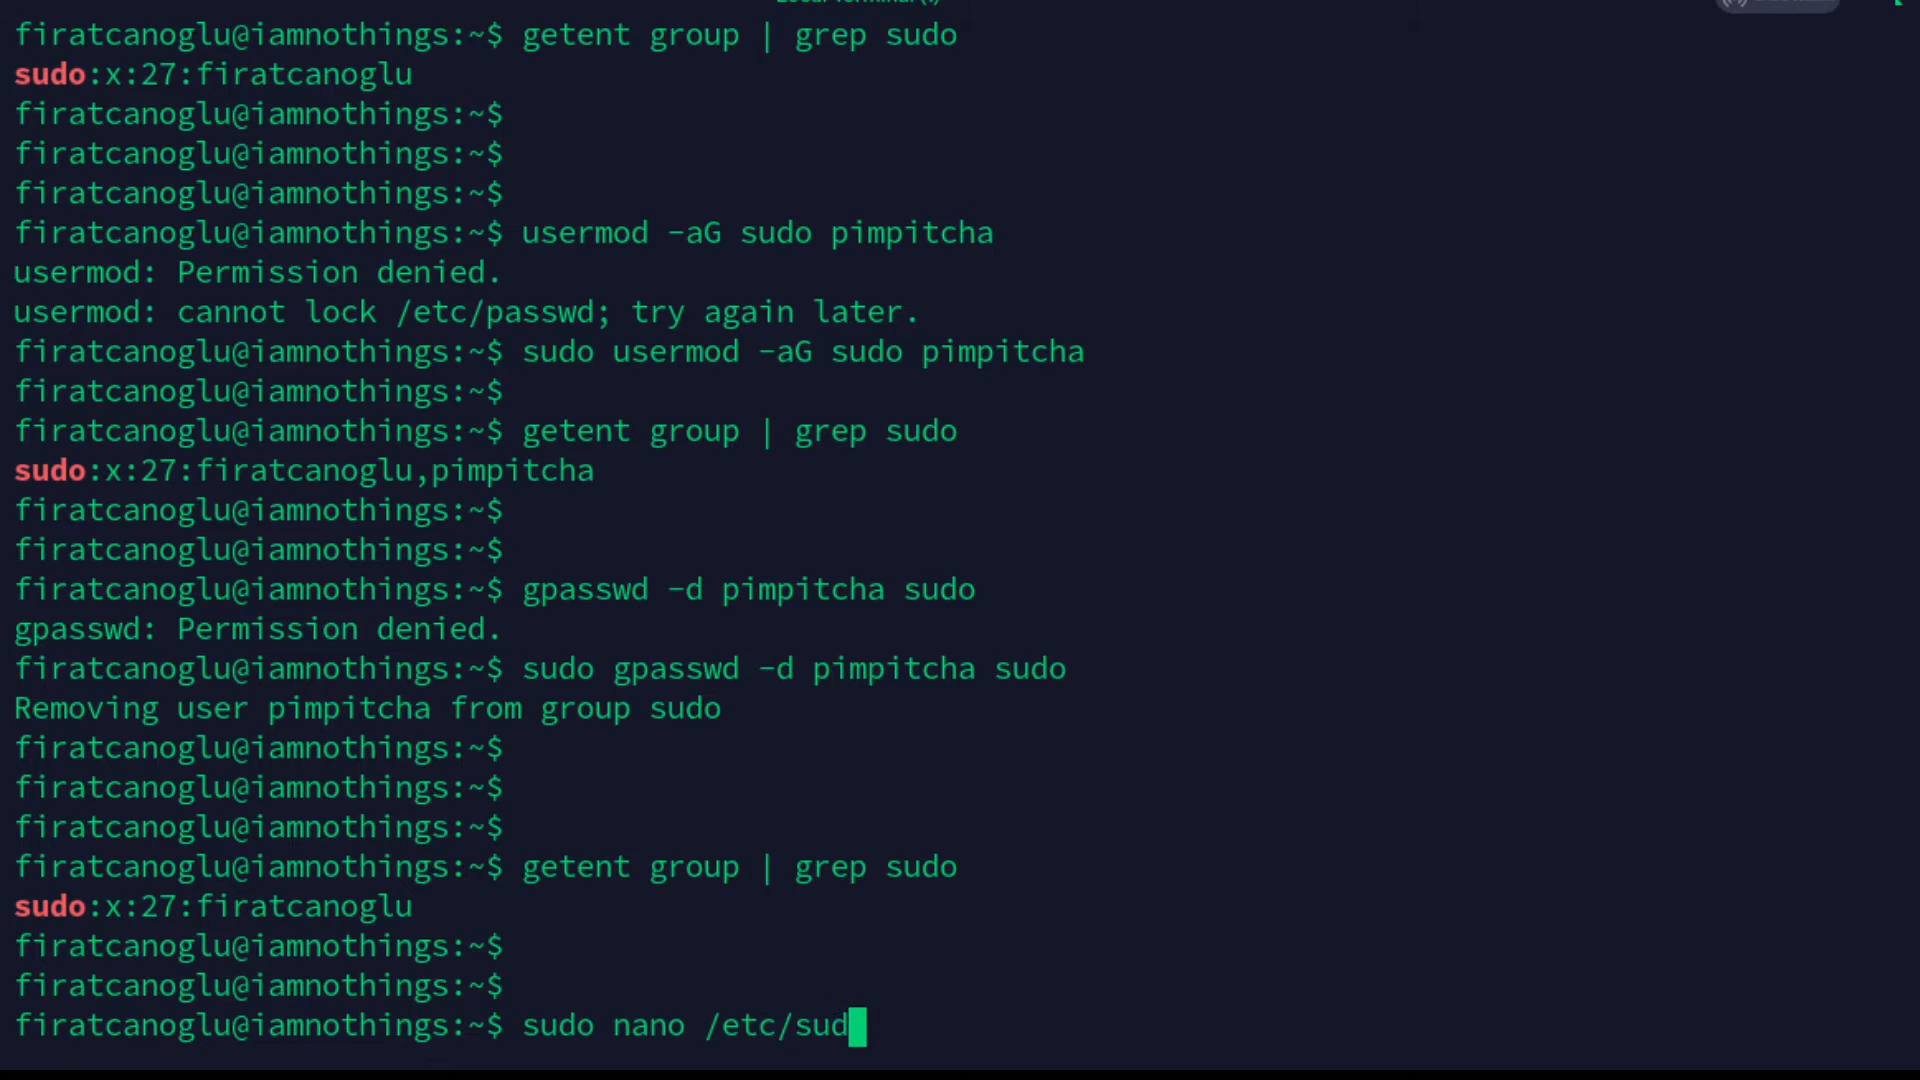 firatcanoglu@iamnothings:~$ getent group | grep sudo
sudo:x:27:firatcanoglu
firatcanoglu@iamnothings:~$
firatcanoglu@iamnothings:~$
firatcanoglu@iamnothings:~$
firatcanoglu@iamnothings:~$ usermod -aG sudo pimpitcha
usermod: Permission denied.
usermod: cannot lock /etc/passwd; try again later.
firatcanoglu@iamnothings:~$ sudo usermod -aG sudo pimpitcha
firatcanoglu@iamnothings:~$
firatcanoglu@iamnothings:~$ getent group | grep sudo
sudo:x:27:firatcanoglu,pimpitcha
firatcanoglu@iamnothings:~$
firatcanoglu@iamnothings:~$
firatcanoglu@iamnothings:~$ gpasswd -d pimpitcha sudo
gpasswd: Permission denied.
firatcanoglu@iamnothings:~$ sudo gpasswd -d pimpitcha sudo
Removing user pimpitcha from group sudo
firatcanoglu@iamnothings:~$
firatcanoglu@iamnothings:~$
firatcanoglu@iamnothings:~$
firatcanoglu@iamnothings:~$ getent group | grep sudo
sudo:x:27:firatcanoglu
firatcanoglu@iamnothings:~$
firatcanoglu@iamnothings:~$
firatcanoglu@iamnothings:~$ sudo nano /etc/sud